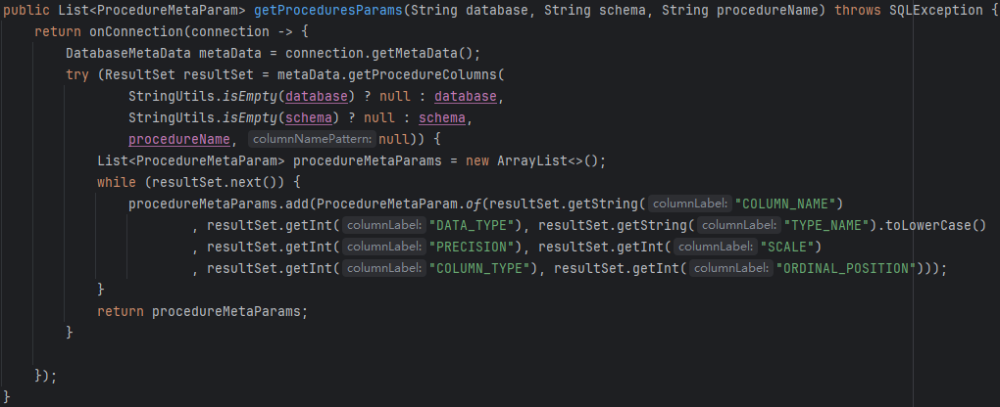 public List<ProcedureMetaParam> getProceduresParams(String database, String schema, String procedureName) throws SQLException {
    return onConnection(connection -> {
        DatabaseMetaData metaData = connection.getMetaData();
        try (ResultSet resultSet = metaData.getProcedureColumns(
                StringUtils.isEmpty(database) ? null : database,
                StringUtils.isEmpty(schema) ? null : schema,
                procedureName, columnNamePattern: null)) {
            List<ProcedureMetaParam> procedureMetaParams = new ArrayList<>();
            while (resultSet.next()) {
                procedureMetaParams.add(ProcedureMetaParam.of(resultSet.getString( columnLabel: "COLUMN_NAME")
                        , resultSet.getInt( columnLabel: "DATA_TYPE"), resultSet.getString( columnLabel: "TYPE_NAME").toLowerCase()
                        , resultSet.getInt( columnLabel: "PRECISION"), resultSet.getInt( columnLabel: "SCALE")
                        , resultSet.getInt( columnLabel: "COLUMN_TYPE"), resultSet.getInt( columnLabel: "ORDINAL_POSITION")));
            }
            return procedureMetaParams;
        }
    });
}